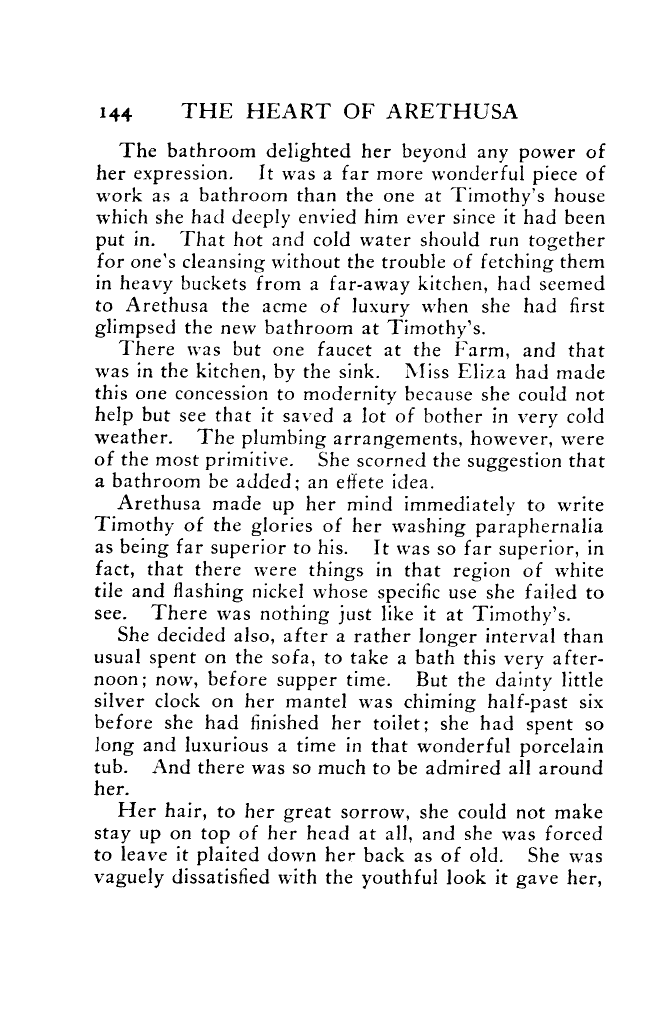 144 THE HEART OF ARETHUSA
The bathroom delighted her beyond any power of
her expression. It was a far more wonderful piece of
work as a bathroom than the one at Timothy's house
which she had deeply envied him ever since it had been
put in. That hot and cold water should run together
for one's cleansing without the trouble of fetching them
in heavy buckets from a far-away kitchen, had seemed
to Arethusa the acme of luxury when she had first
glimpsed the new bathroom at Timothy's.
There was but one faucet at the Farm, and that
was in the kitchen, by the sink. Miss Eliza had made
this one concession to modernity because she could not
help but see that it saved a lot of bother in very cold
weather. The plumbing arrangements, however, were
of the most primitive. She scorned the suggestion that
a bathroom be added; an effete idea.
Arethusa made up her mind immediately to write
Timothy of the glories of her washing paraphernalia
as being far superior to his. It was so far superior, in
fact, that there were things in that region of white
tile and flashing nickel whose specific use she failed to
see. There was nothing just like it at Timothy's.
She decided also, after a rather longer interval than
usual spent on the sofa, to take a bath this very after-
noon; now, before supper time. But the dainty little
silver clock on her mantel was chiming half-past six
before she had finished her toilet; she had spent so
long and luxurious a time in that wonderful porcelain
tub. And there was so much to be admired all around
her.
Her hair, to her great sorrow, she could not make
stay up on top of her head at all, and she was forced
to leave it plaited down her back as of old. She was
vaguely dissatisfied with the youthful look it gave her,